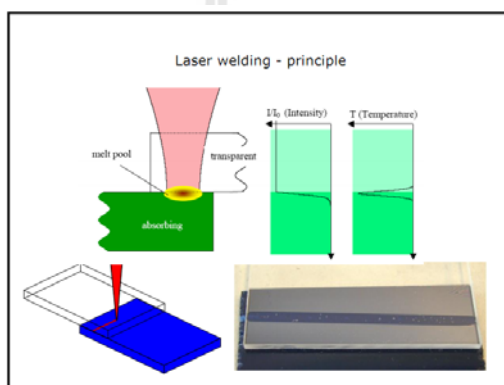 Laser welding - principle
I/I₀ (Intensity)
T (Temperature)
melt pool
transparent
absorbing